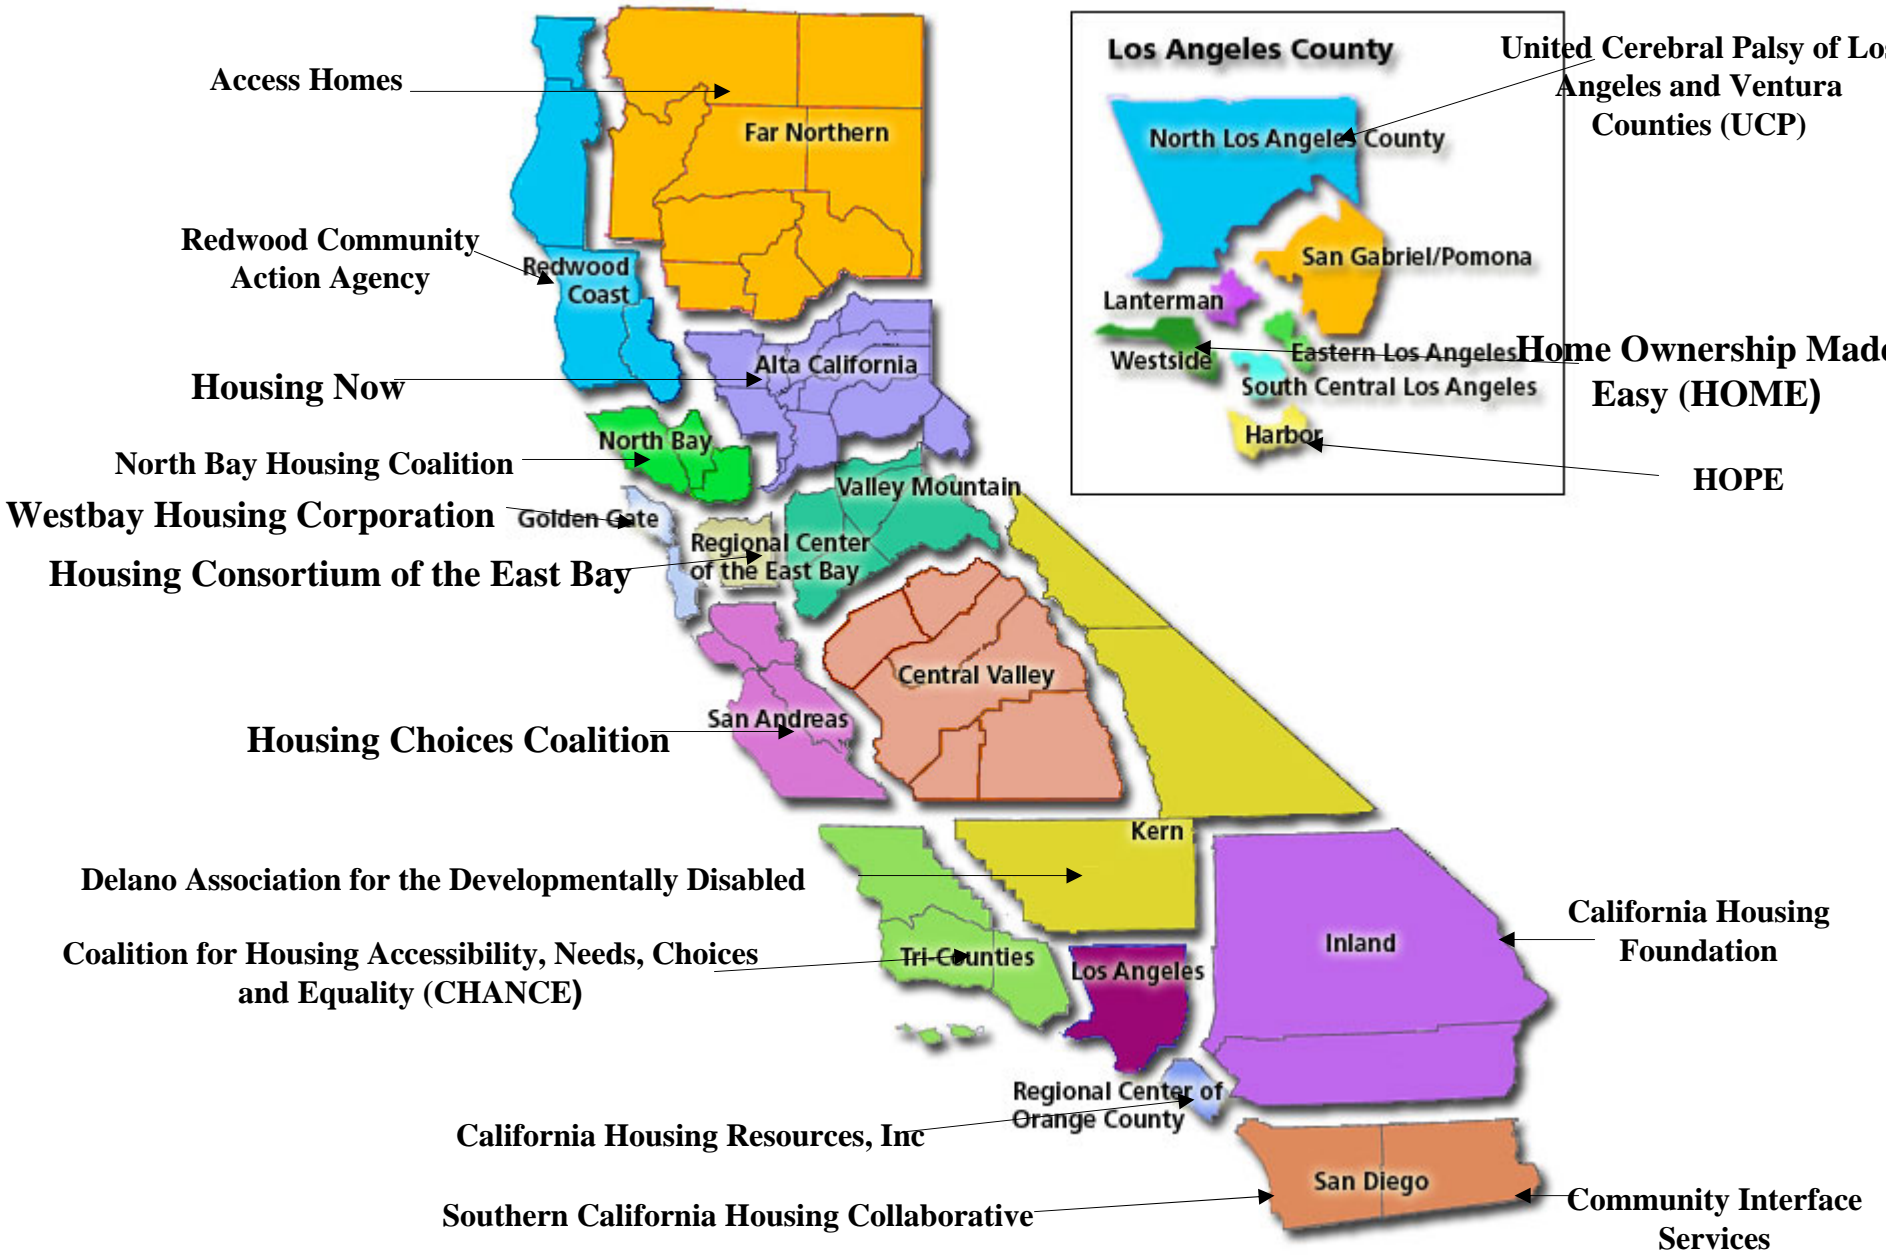 Los Angeles County
United Cerebral Palsy of Los
Angeles and Ventura
Counties (UCP)
Access Homes
Far Northern
North Los Angeles County
Redwood Community
Action Agency
Redwood
Coast
San Gabriel/Pomona
Lanterman
Housing Now
Alta California
Westside
Eastern Los Angeles
Home Ownership Made
Easy (HOME)
South Central Los Angeles
Harbor
HOPE
North Bay
North Bay Housing Coalition
Valley Mountain
Westbay Housing Corporation
Golden Gate
Regional Center
of the East Bay
Housing Consortium of the East Bay
Central Valley
San Andreas
Housing Choices Coalition
Kern
Delano Association for the Developmentally Disabled
California Housing
Foundation
Inland
Coalition for Housing Accessibility, Needs, Choices
and Equality (CHANCE)
Tri-Counties
Los Angeles
Regional Center of
Orange County
California Housing Resources, Inc
San Diego
Southern California Housing Collaborative
Community Interface
Services